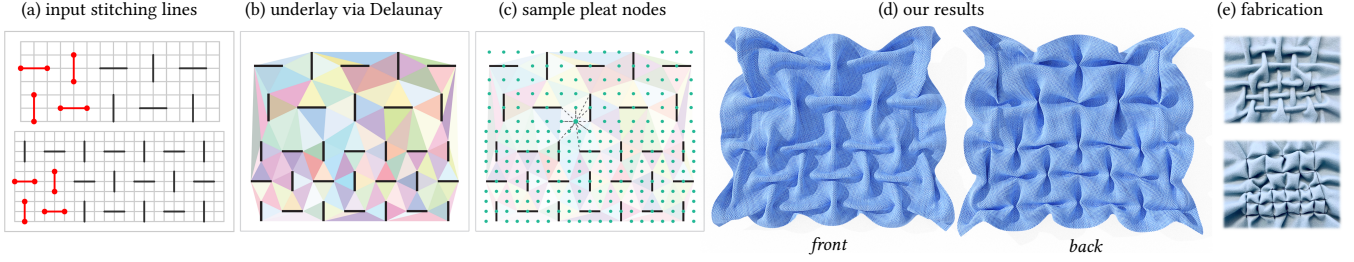 (a) input stitching lines
(b) underlay via Delaunay
(c) sample pleat nodes
(d) our results
(e) fabrication
front
back